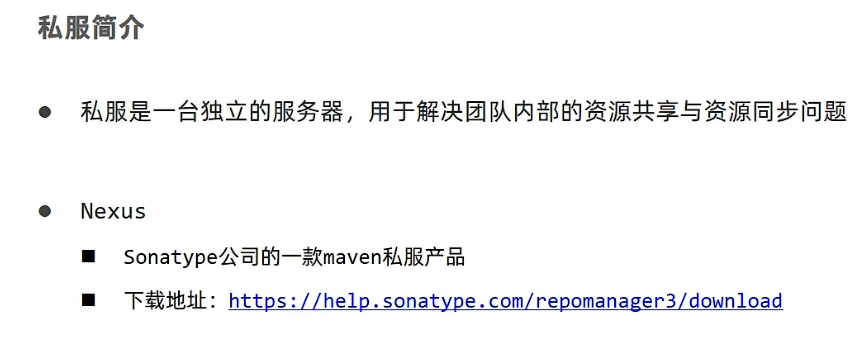 私服简介
● 私服是一台独立的服务器，用于解决团队内部的资源共享与资源同步问题
● Nexus
■ Sonatype公司的一款maven私服产品
■ 下载地址：https://help.sonatype.com/repomanager3/download